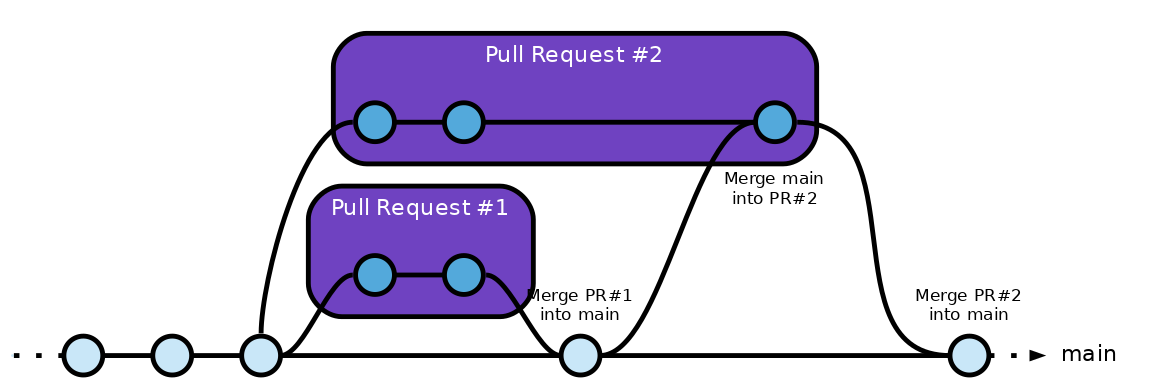 Pull Request #2
Merge main
into PR#2
Pull Request #1
Merge PR#1
into main
Merge PR#2
into main
main